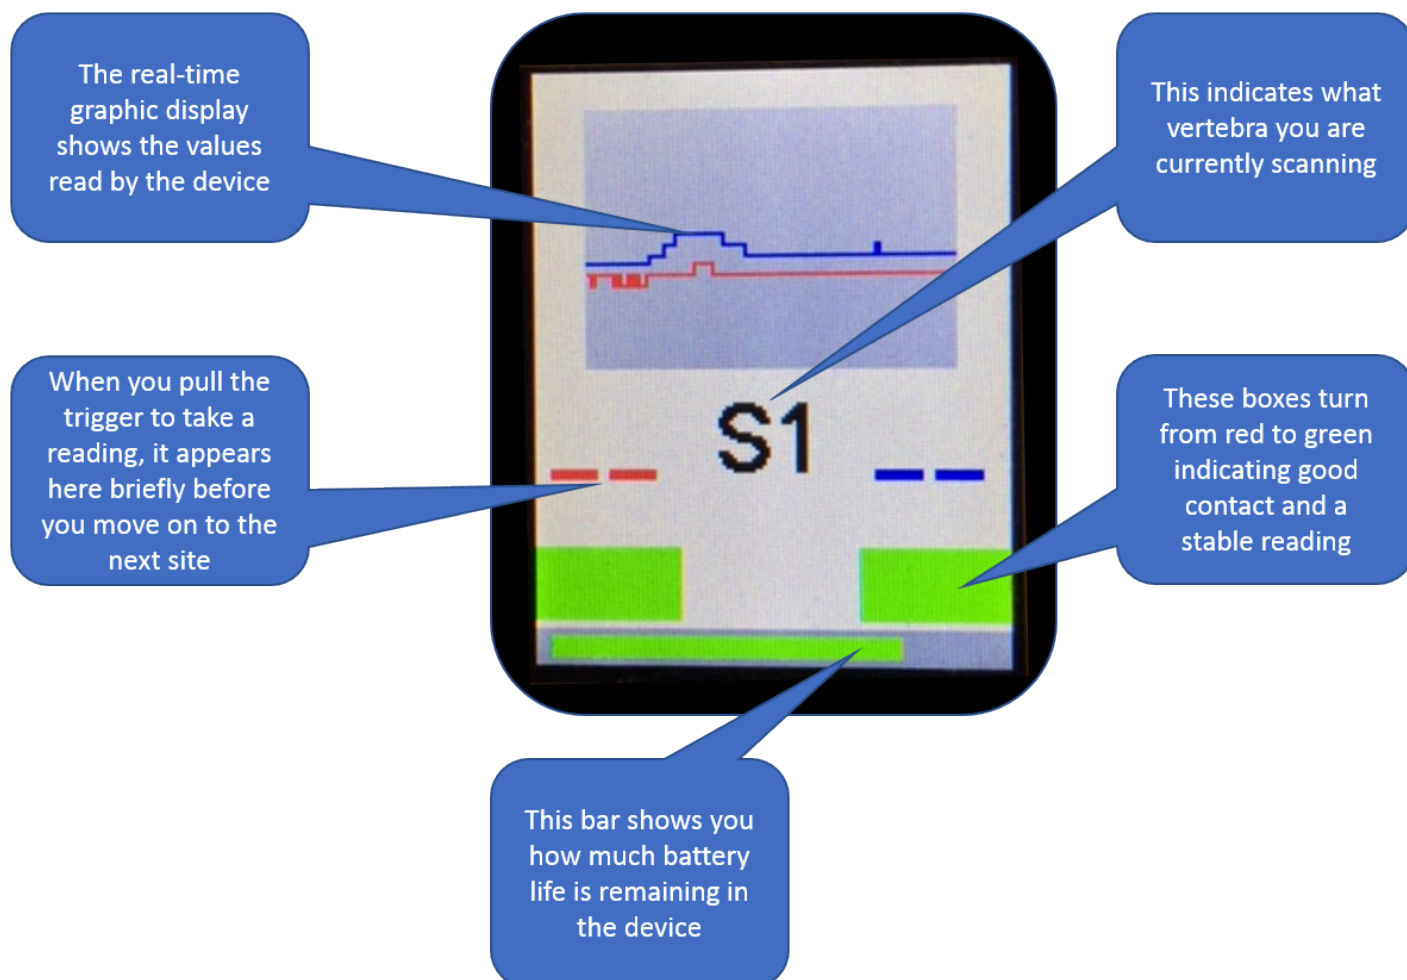 The real-time
graphic display
shows the values
read by the device
This indicates what
vertebra you are
currently scanning
When you pull the
trigger to take a
reading, it appears
here briefly before
you move on to the
next site
S1
These boxes turn
from red to green
indicating good
contact and a
stable reading
This bar shows you
how much battery
life is remaining in
the device